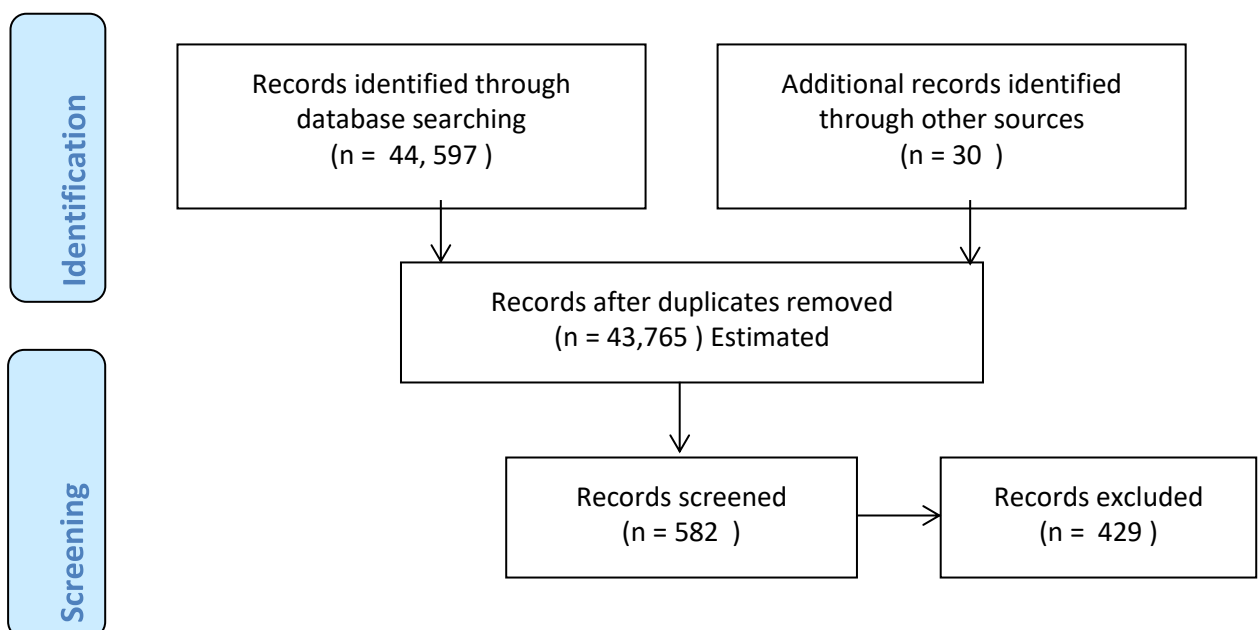 Identification
Records identified through
database searching
(n = 44, 597 )
Additional records identified
through other sources
(n = 30 )
Records after duplicates removed
(n = 43,765 ) Estimated
Screening
Records screened
(n = 582 )
Records excluded
(n = 429 )